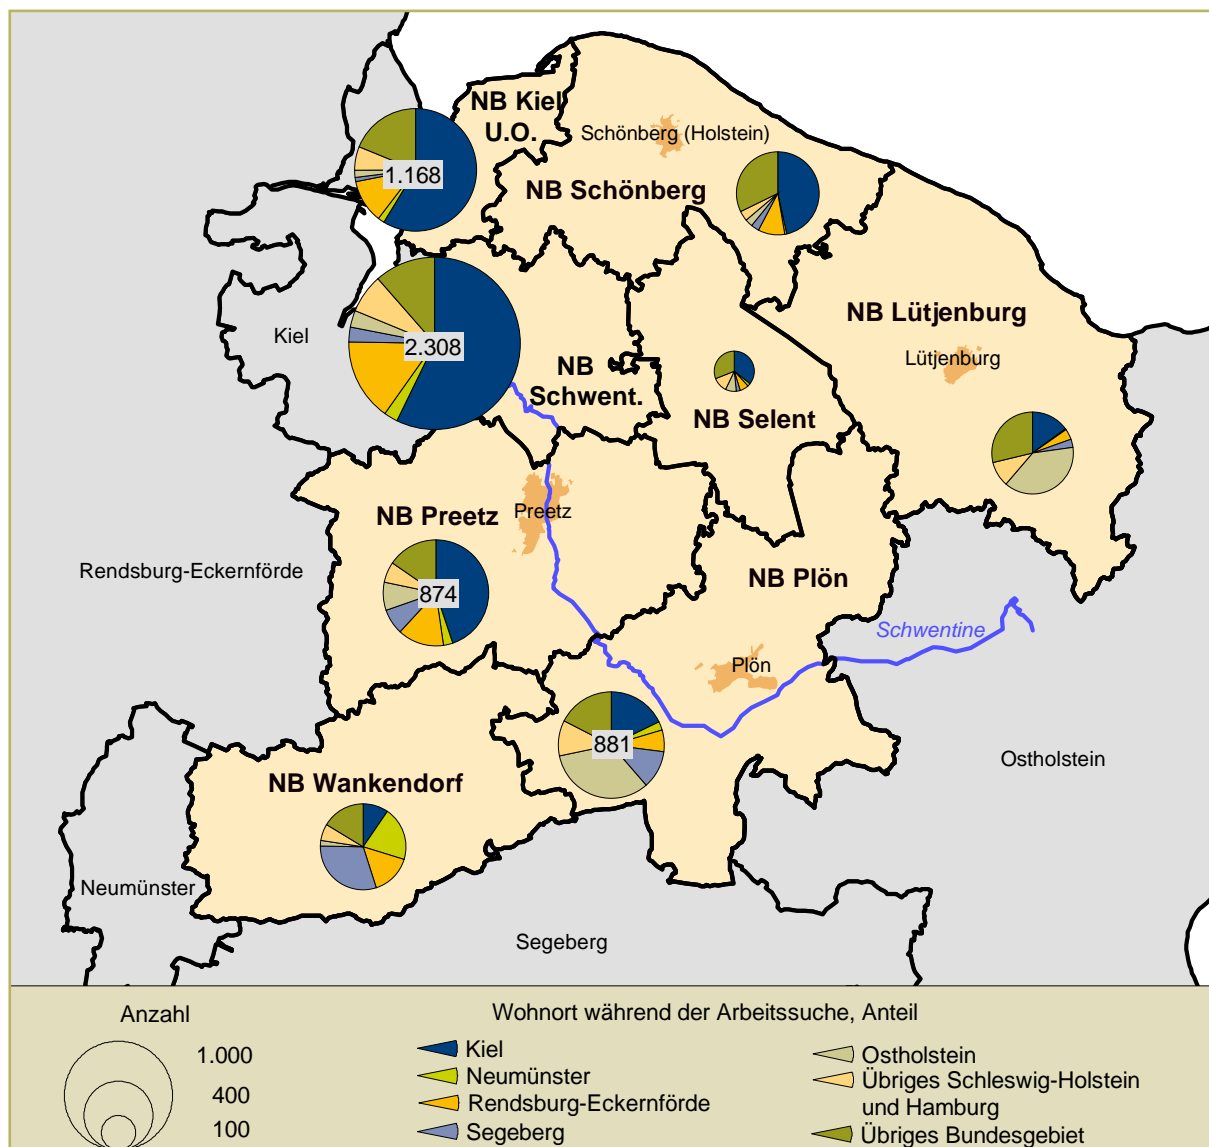 NB Kiel
U.O.
Schönberg (Holstein)
1.168
NB Schönberg
NB Lütjenburg
Kiel
2.308
Lütjenburg
NB
Schwent.
NB Selent
NB Preetz
Preetz
Rendsburg-Eckernförde
NB Plön
874
Schwentine
Plön
881
Ostholstein
NB Wankendorf
Neumünster
Segeberg
Anzahl
1.000
400
100
Wohnort während der Arbeitssuche, Anteil
Kiel
Neumünster
Rendsburg-Eckernförde
Segeberg
Ostholstein
Übriges Schleswig-Holstein
und Hamburg
Übriges Bundesgebiet